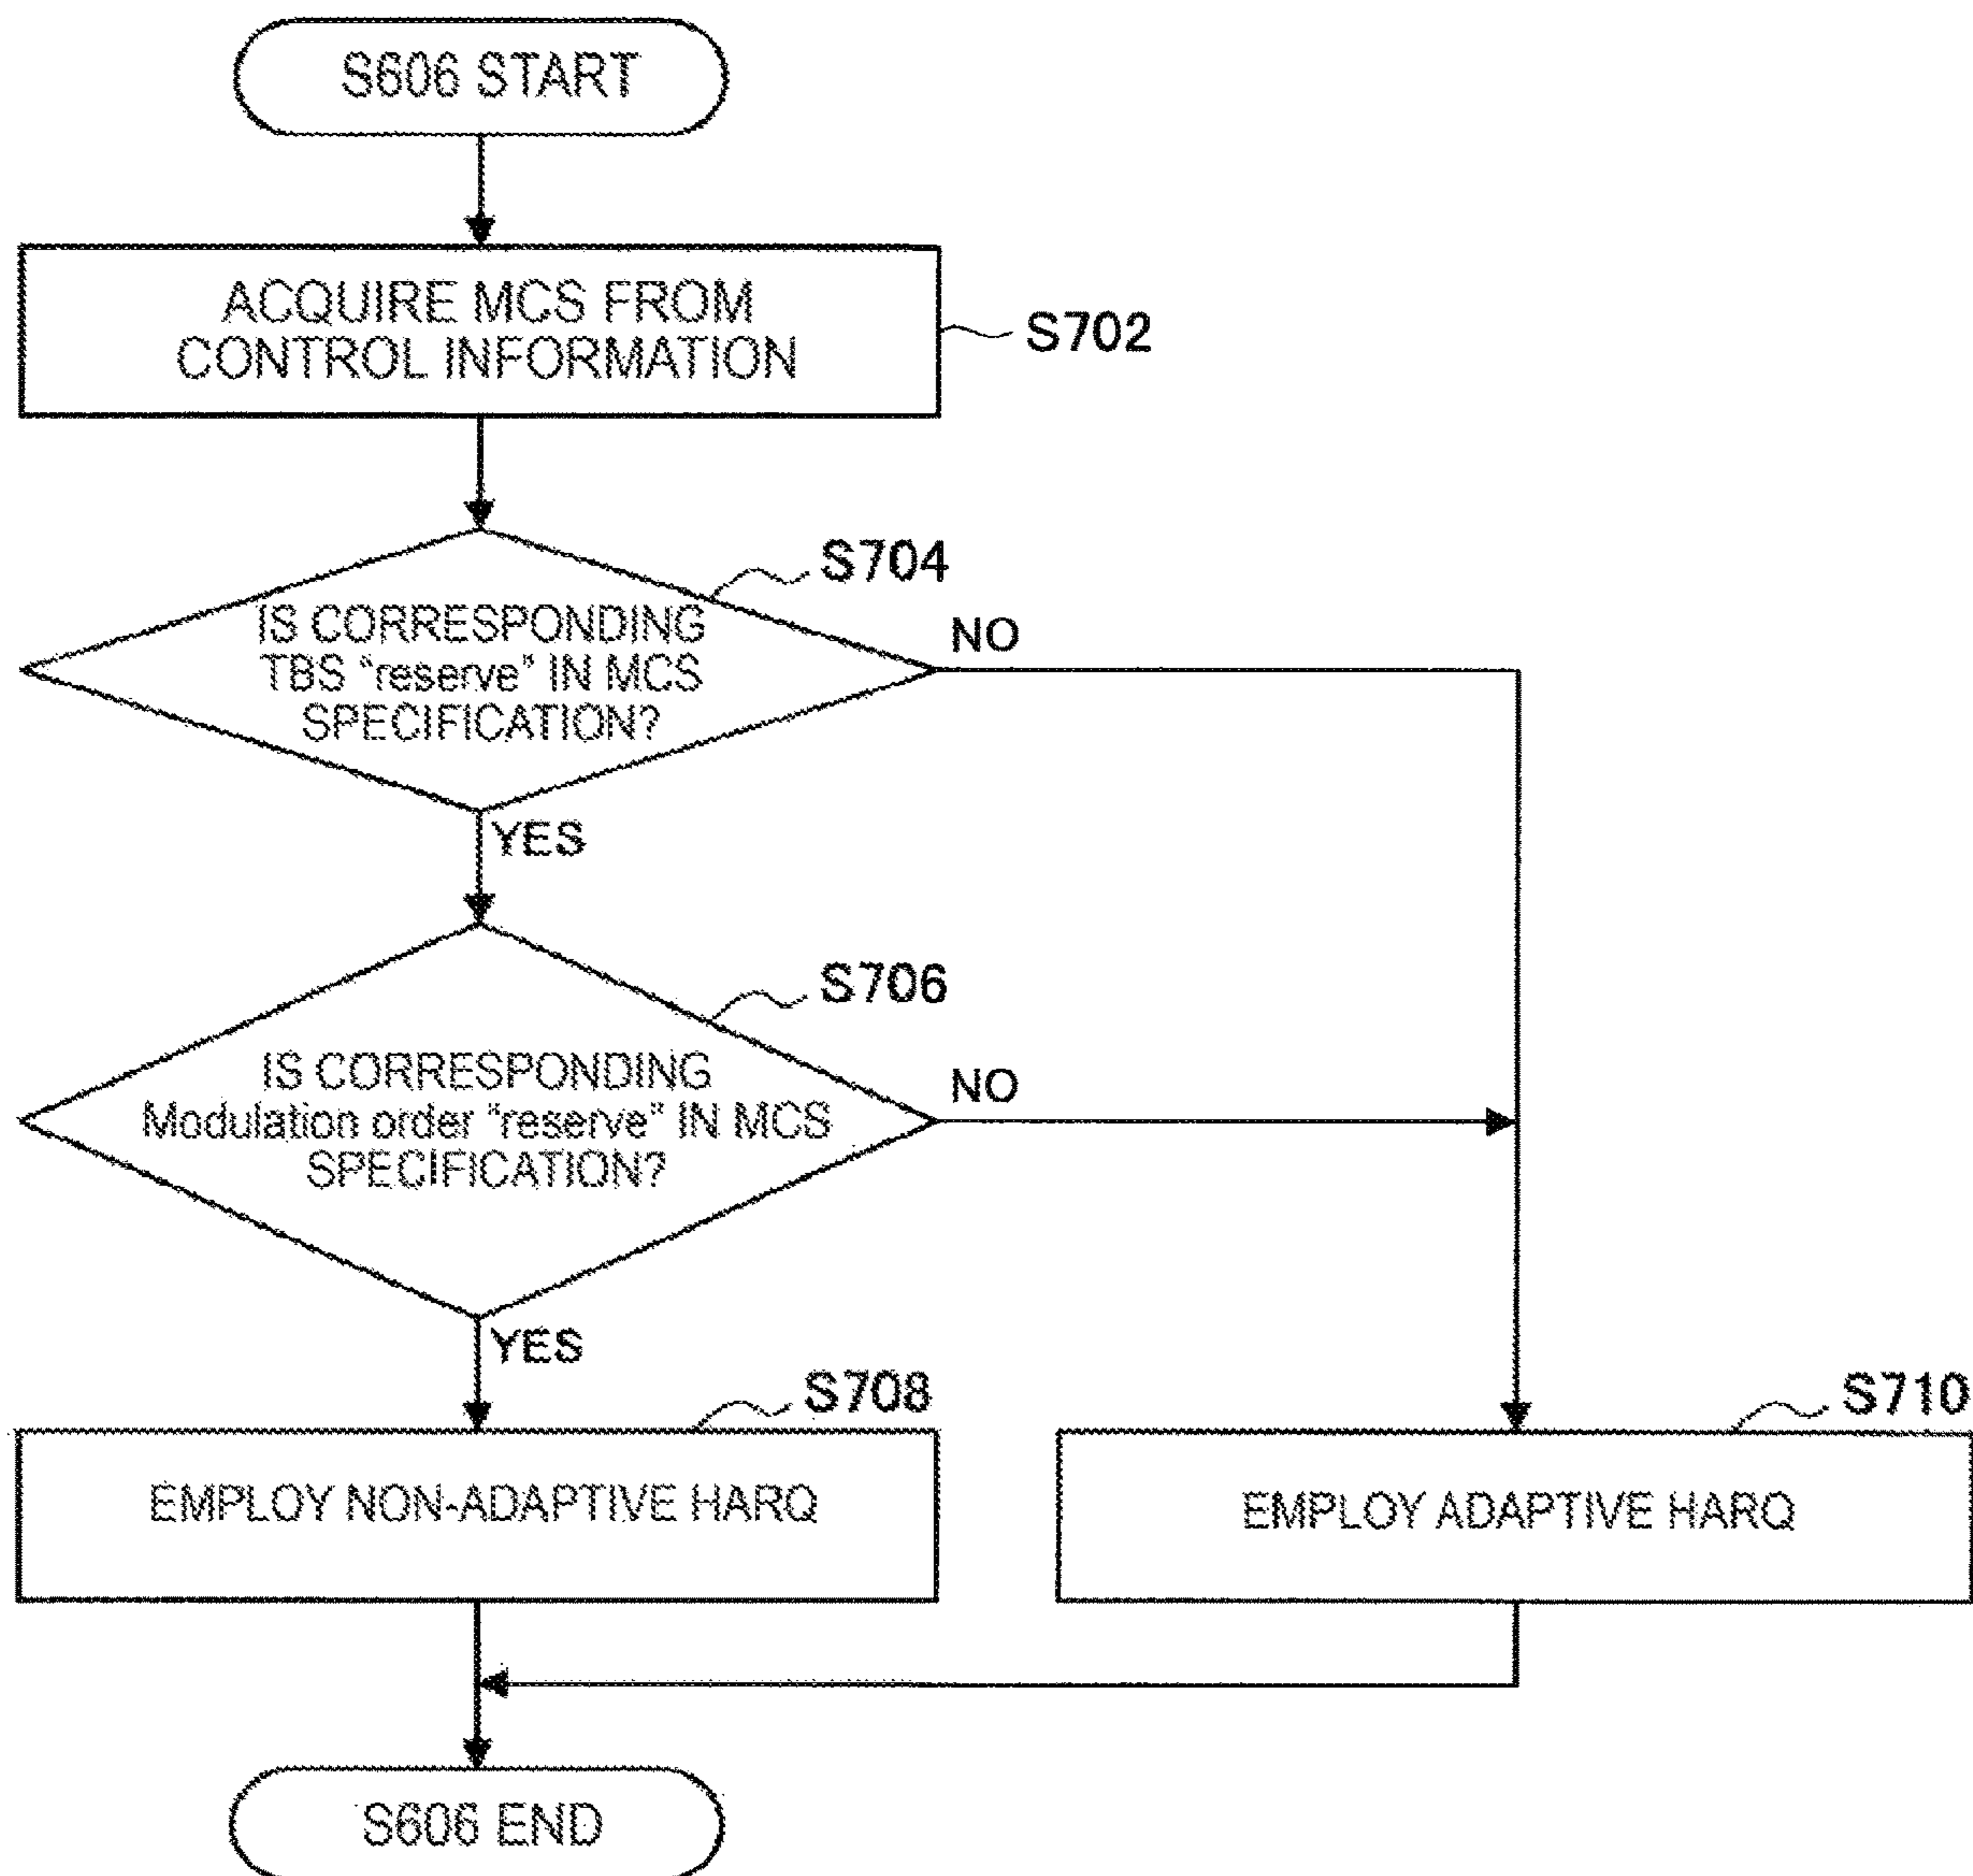 S606 START
ACQUIRE MCS FROM
CONTROL INFORMATION
S702
S704
IS CORRESPONDING
TBS "reserve" IN MCS
SPECIFICATION?
NO
YES
S706
IS CORRESPONDING
Modulation order "reserve" IN MCS
SPECIFICATION?
NO
YES
S708
EMPLOY NON-ADAPTIVE HARQ
S710
EMPLOY ADAPTIVE HARQ
S606 END